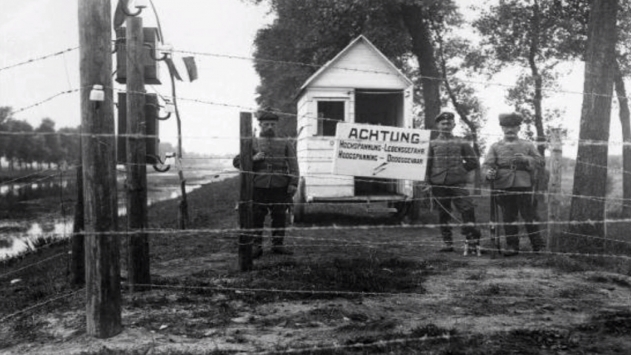 ACHTUNG
HOCHSPANNUNG-LEBENSGEFAHR
HOOGSPANNING - DOODSGEVAAR